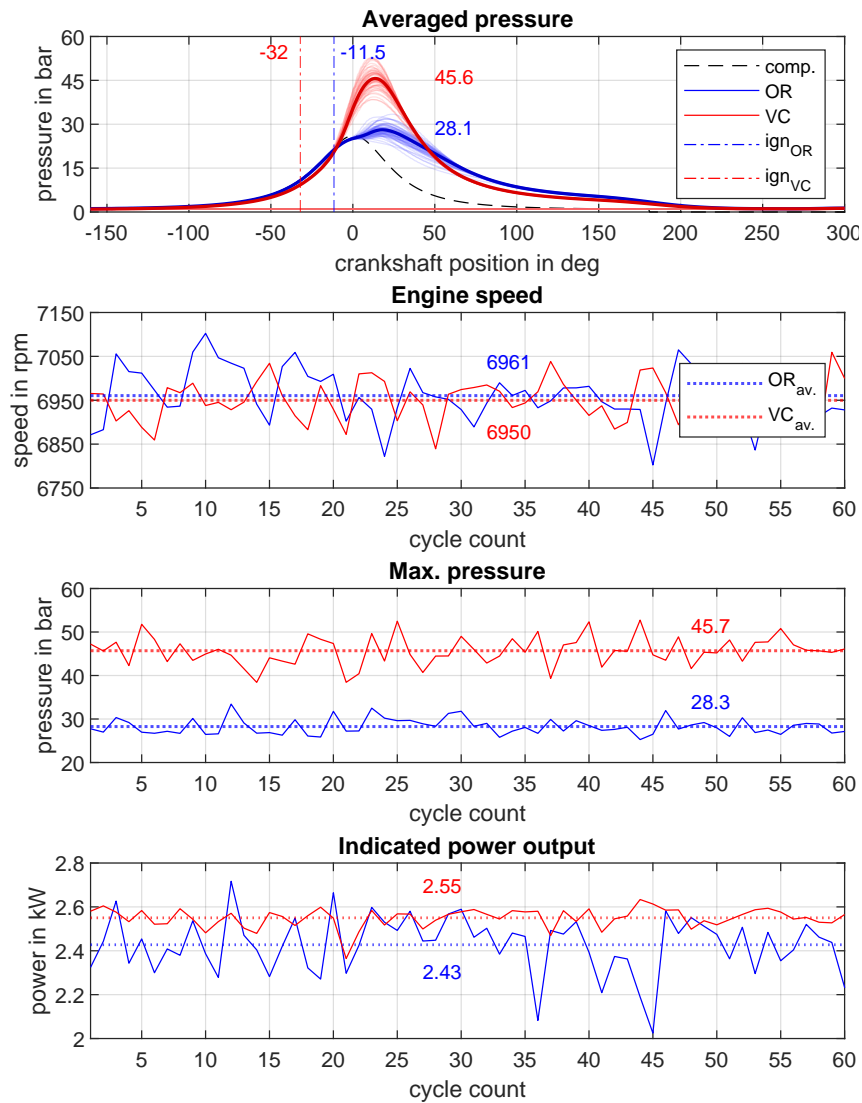 Averaged pressure
60
45
30
15
0
pressure in bar
-32
-11.5
45.6
28.1
comp.
OR
VC
ign_OR
ign_VC
-150 -100 -50 0 50 100 150 200 250 300
crankshaft position in deg
Engine speed
7150
7050
6950
6850
6750
speed in rpm
6961
6950
OR_av.
VC_av.
5 10 15 20 25 30 35 40 45 50 55 60
cycle count
Max. pressure
60
50
40
30
20
pressure in bar
45.7
28.3
5 10 15 20 25 30 35 40 45 50 55 60
cycle count
Indicated power output
2.8
2.6
2.4
2.2
2
power in kW
2.55
2.43
5 10 15 20 25 30 35 40 45 50 55 60
cycle count